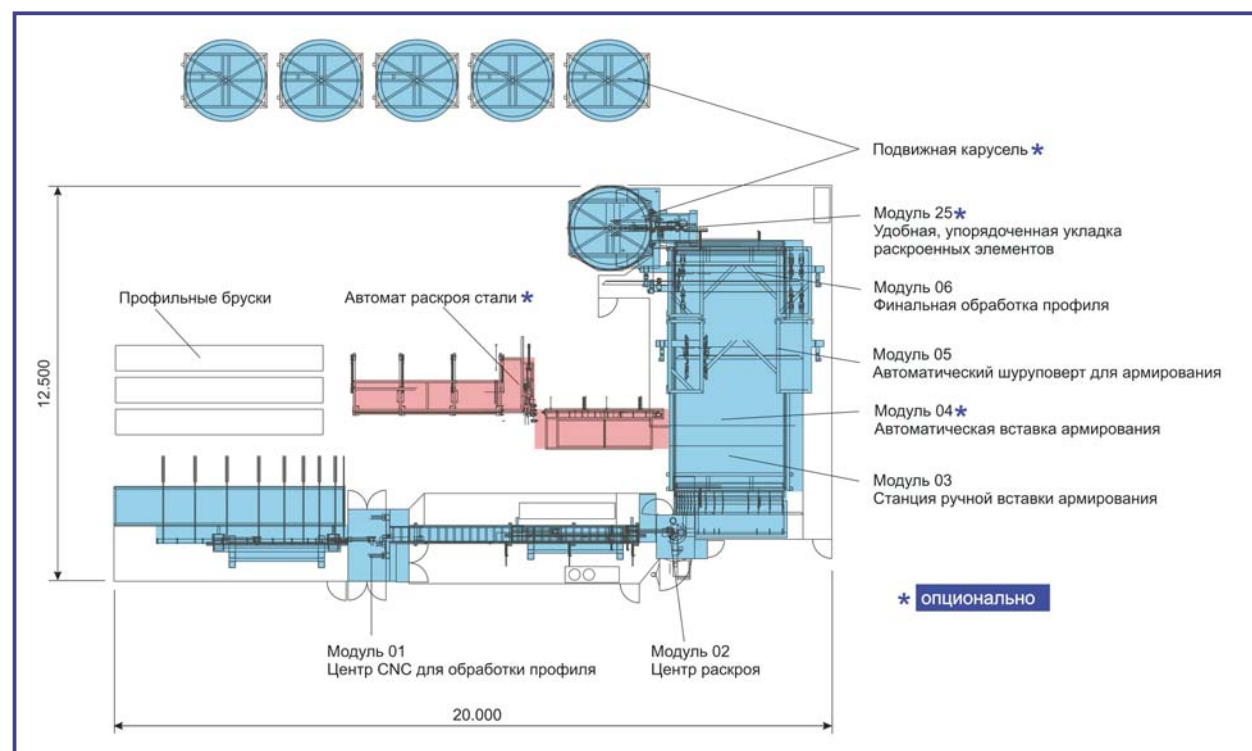 Подвижная карусель *
Модуль 25 *
Удобная, упорядоченная укладка
раскроенных элементов
Профильные бруски
Автомат раскроя стали *
Модуль 06
Финальная обработка профиля
12.500
Модуль 05
Автоматический шуруповерт для армирования
Модуль 04 *
Автоматическая вставка армирования
Модуль 03
Станция ручной вставки армирования
* опционально
Модуль 01
Центр CNC для обработки профиля
Модуль 02
Центр раскроя
20.000